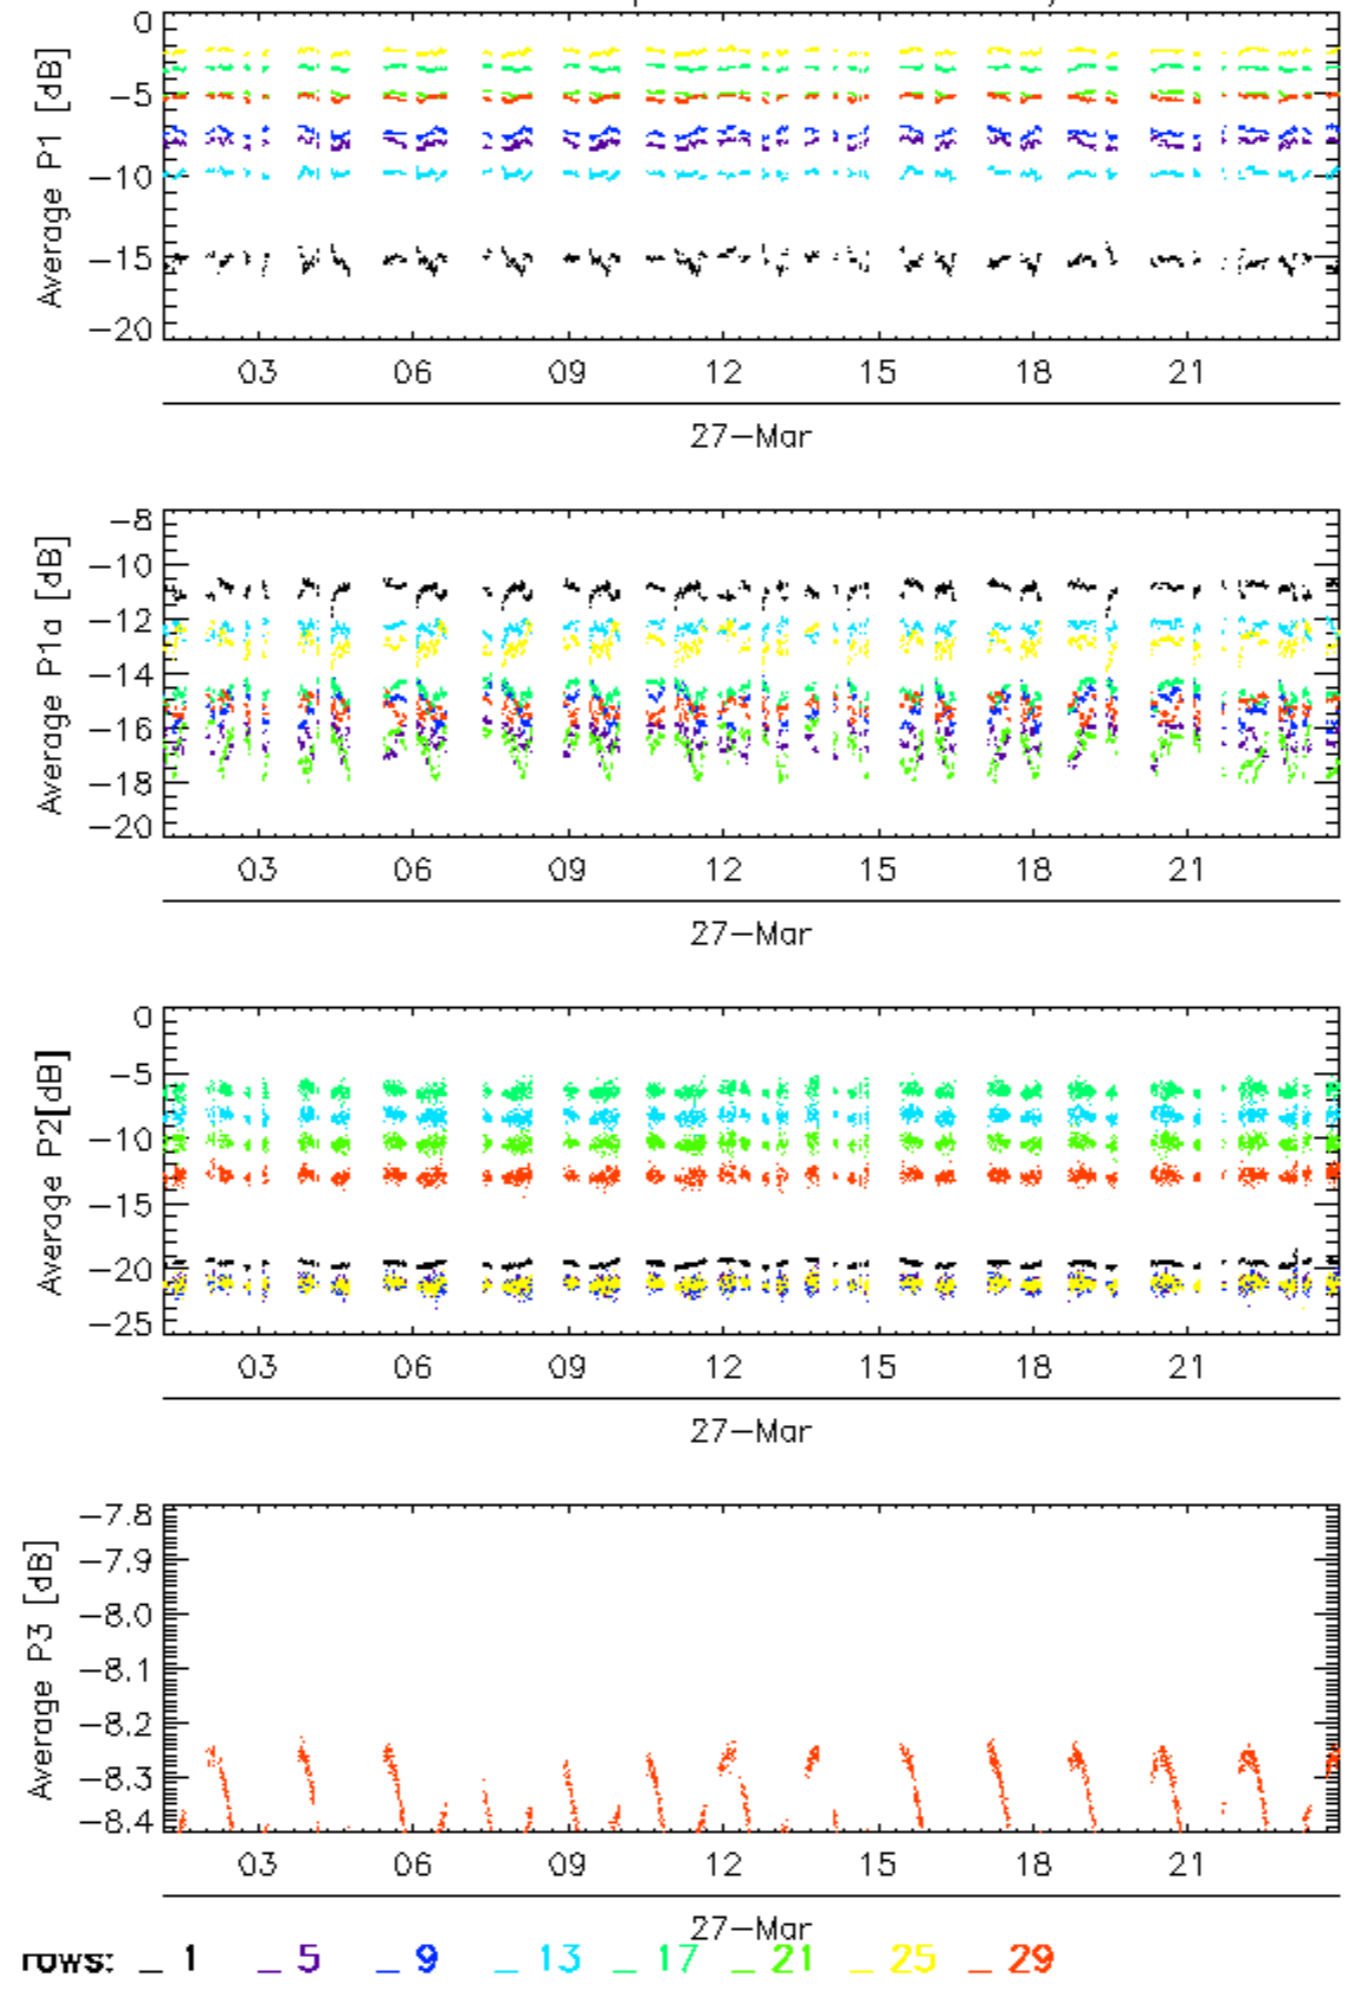 0
−5
−10
−15
−20
Average P1 [dB]
03 06 09 12 15 18 21
27−Mar
−8
−10
−12
−14
−16
−18
−20
Average P1a [dB]
03 06 09 12 15 18 21
27−Mar
0
−5
−10
−15
−20
−25
Average P2[dB]
03 06 09 12 15 18 21
27−Mar
−7.8
−7.9
−8.0
−8.1
−8.2
−8.3
−8.4
Average P3 [dB]
03 06 09 12 15 18 21
27−Mar
rows: _ 1 _ 5 _ 9 _ 13 _ 17 _ 21 _ 25 _ 29